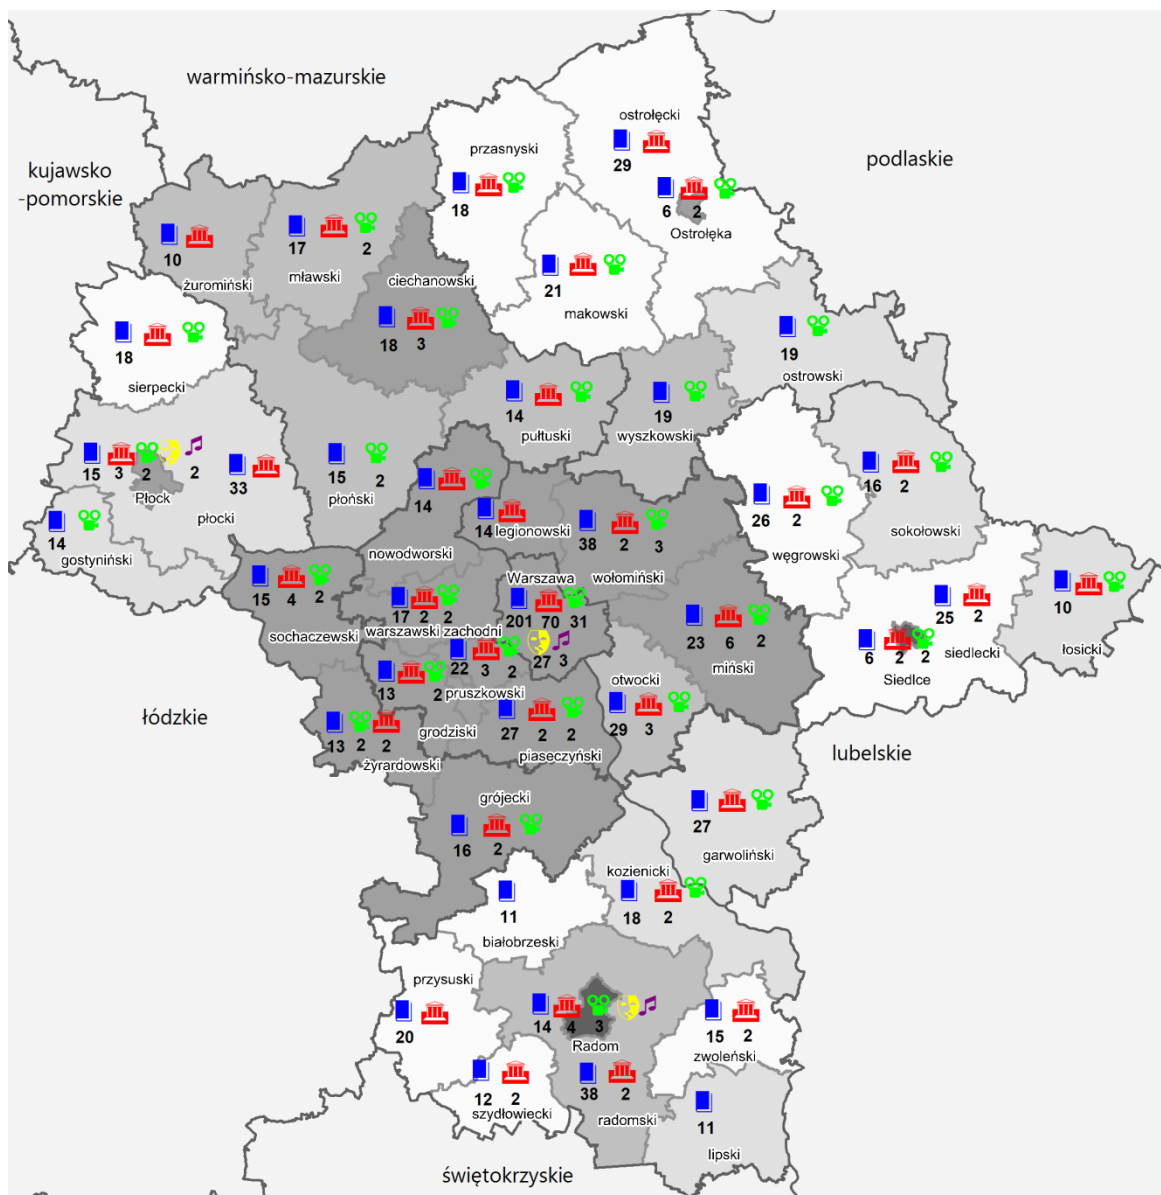 warmińsko-mazurskie
kujawsko
-pomorskie
podlaskie
ostrołęcki
29
przasnyski
18
6 2
Ostrołęka
10
żuromiński
17 2
mławski
ciechanowski
18 3
21
makowski
18
sierpecki
19
ostrowski
14
pułtuski
19
wyszkowski
15 3 2 2
Płock
33
płocki
15 2
płoński
14
nowodworski
14
legionowski
38 2 3
wołomiński
26 2
węgrowski
16 2
sokołowski
14
gostyniński
15 4 2
sochaczewski
17 2 2
warszawski zachodni
Warszawa
201 70 31
27 3
23 6 2
miński
25 2
siedlecki
6 2 2
Siedlce
10
łosicki
22 3 2
pruszkowski
13 2
grodziski
łódzkie
13 2 2
żyrardowski
27 2 2
piaseczyński
otwocki
29 3
lubelskie
grójecki
16 2
27
garwoliński
kozienicki
18 2
11
białobrzeski
przysuski
20
14 4 3
Radom
15 2
zwoleński
12 2
szydłowiecki
38 2
radomski
11
lipski
świętokrzyskie